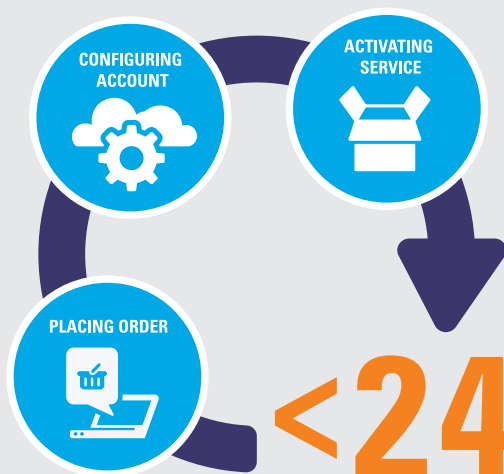 CONFIGURING
ACCOUNT
ACTIVATING
SERVICE
PLACING ORDER
<24